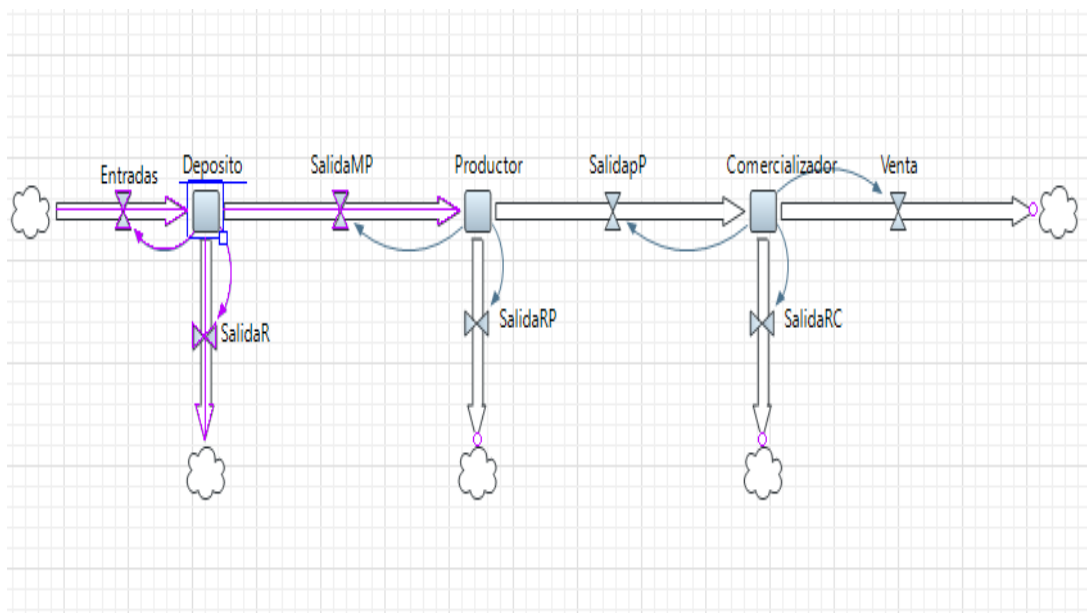 Entradas
Deposito
SalidaMP
Productor
SalidapP
Comercializador
Venta
SalidaR
SalidaRP
SalidaRC